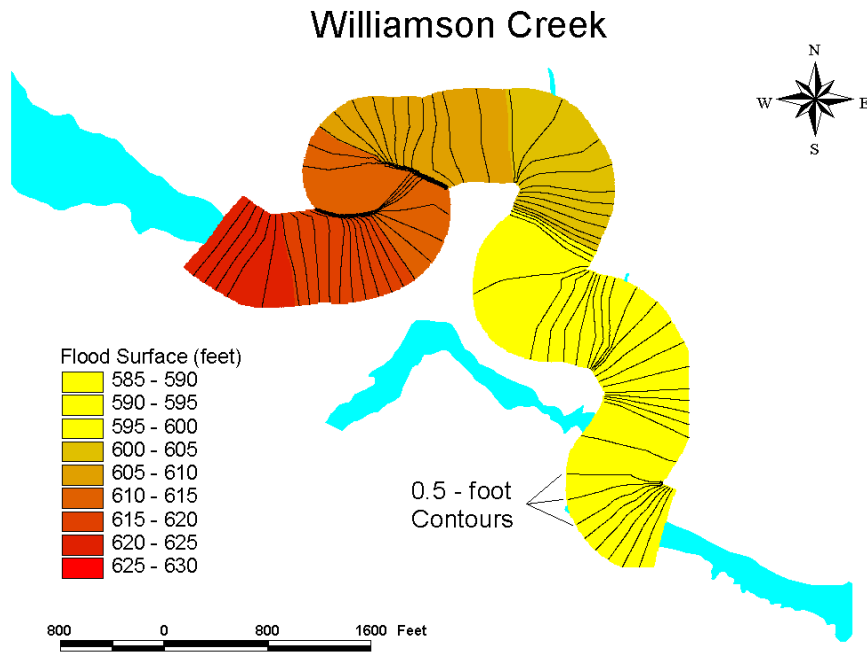 Williamson Creek
N
W E
S
Flood Surface (feet)
585 - 590
590 - 595
595 - 600
600 - 605
605 - 610
610 - 615
615 - 620
620 - 625
625 - 630
0.5 - foot
Contours
800 0 800 1600 Feet